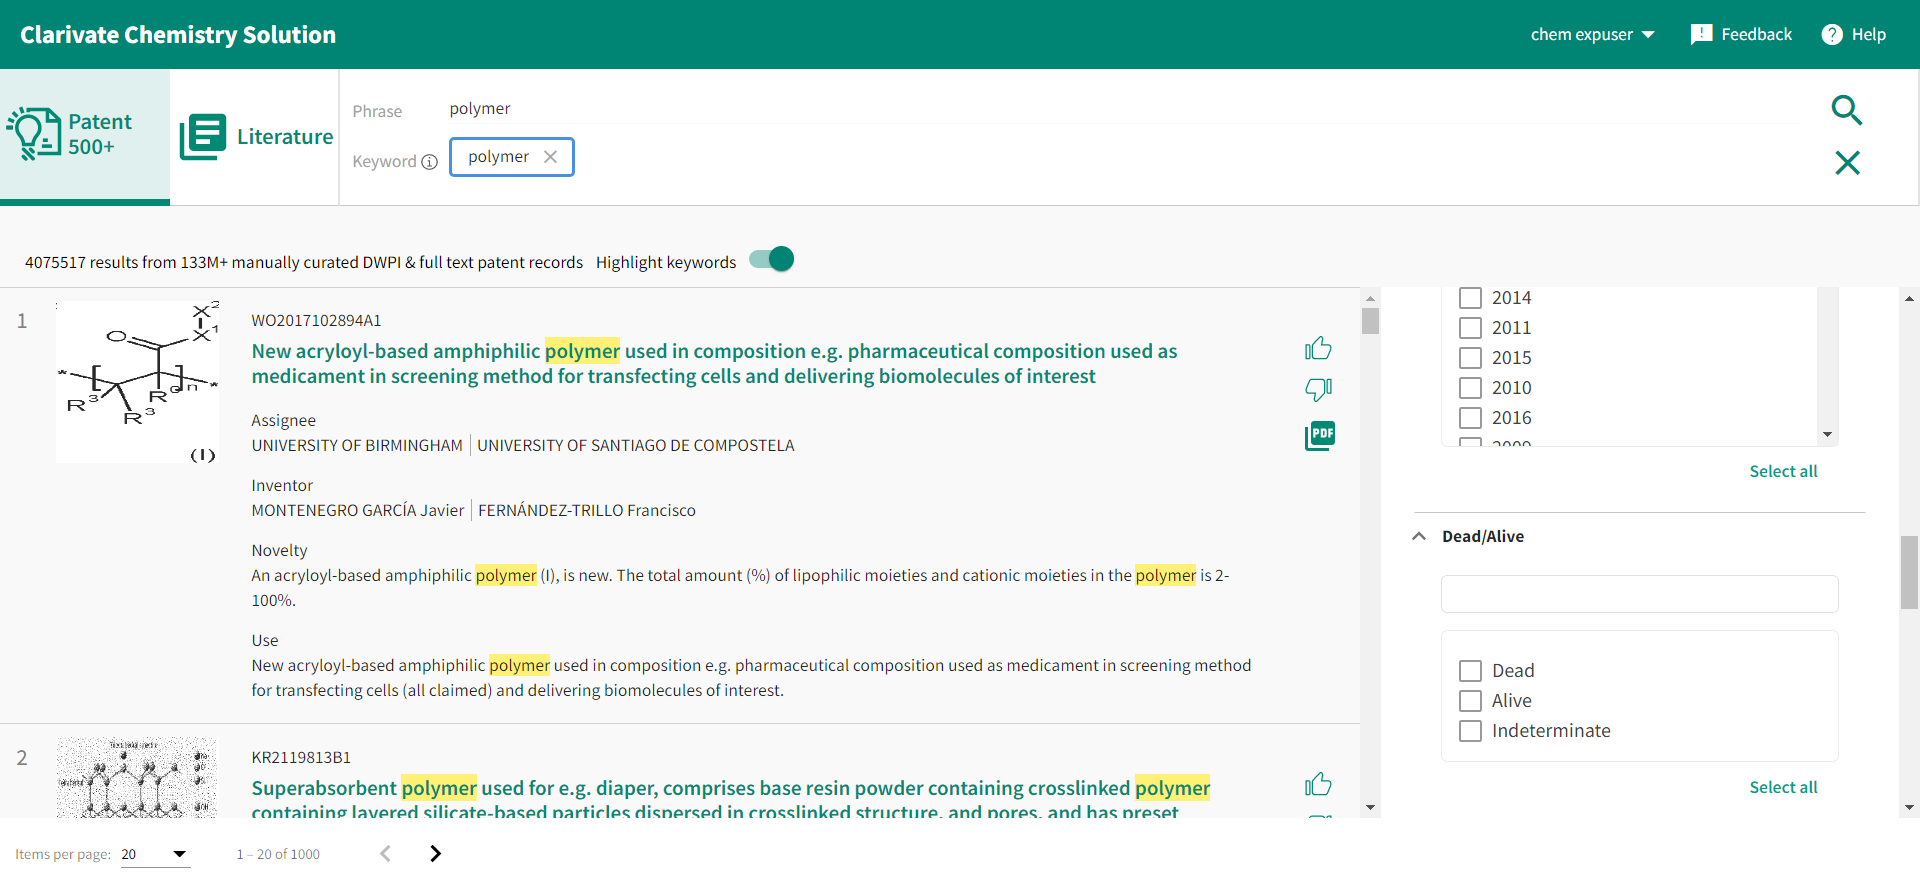 Clarivate Chemistry Solution
chem expuser
Feedback
Help
Patent
500+
Literature
Phrase
polymer
Keyword
polymer
4075517 results from 133M+ manually curated DWPI & full text patent records
Highlight keywords
1
WO2017102894A1
New acryloyl-based amphiphilic polymer used in composition e.g. pharmaceutical composition used as
medicament in screening method for transfecting cells and delivering biomolecules of interest
Assignee
UNIVERSITY OF BIRMINGHAM | UNIVERSITY OF SANTIAGO DE COMPOSTELA
Inventor
MONTENEGRO GARCÍA Javier | FERNÁNDEZ-TRILLO Francisco
Novelty
An acryloyl-based amphiphilic polymer (I), is new. The total amount (%) of lipophilic moieties and cationic moieties in the polymer is 2-
100%.
Use
New acryloyl-based amphiphilic polymer used in composition e.g. pharmaceutical composition used as medicament in screening method
for transfecting cells (all claimed) and delivering biomolecules of interest.
X2
O
X1
* [ ]n *
R3
R3
Ra
(I)
PDF
2
KR2119813B1
Superabsorbent polymer used for e.g. diaper, comprises base resin powder containing crosslinked polymer
containing layered silicate-based particles dispersed in crosslinked structure, and pores, and has preset
2014
2011
2015
2010
2016
2009
Select all
Dead/Alive
Dead
Alive
Indeterminate
Select all
Items per page: 20
1 – 20 of 1000